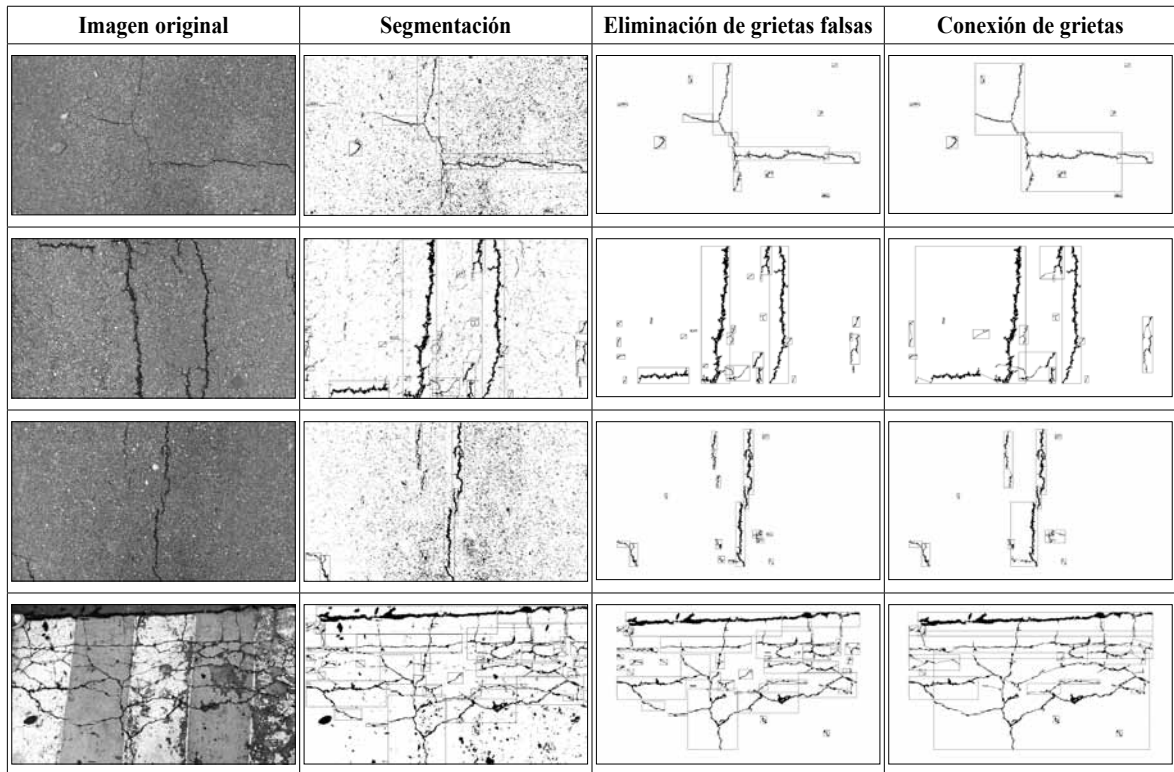 Imagen original
Segmentación
Eliminación de grietas falsas
Conexión de grietas